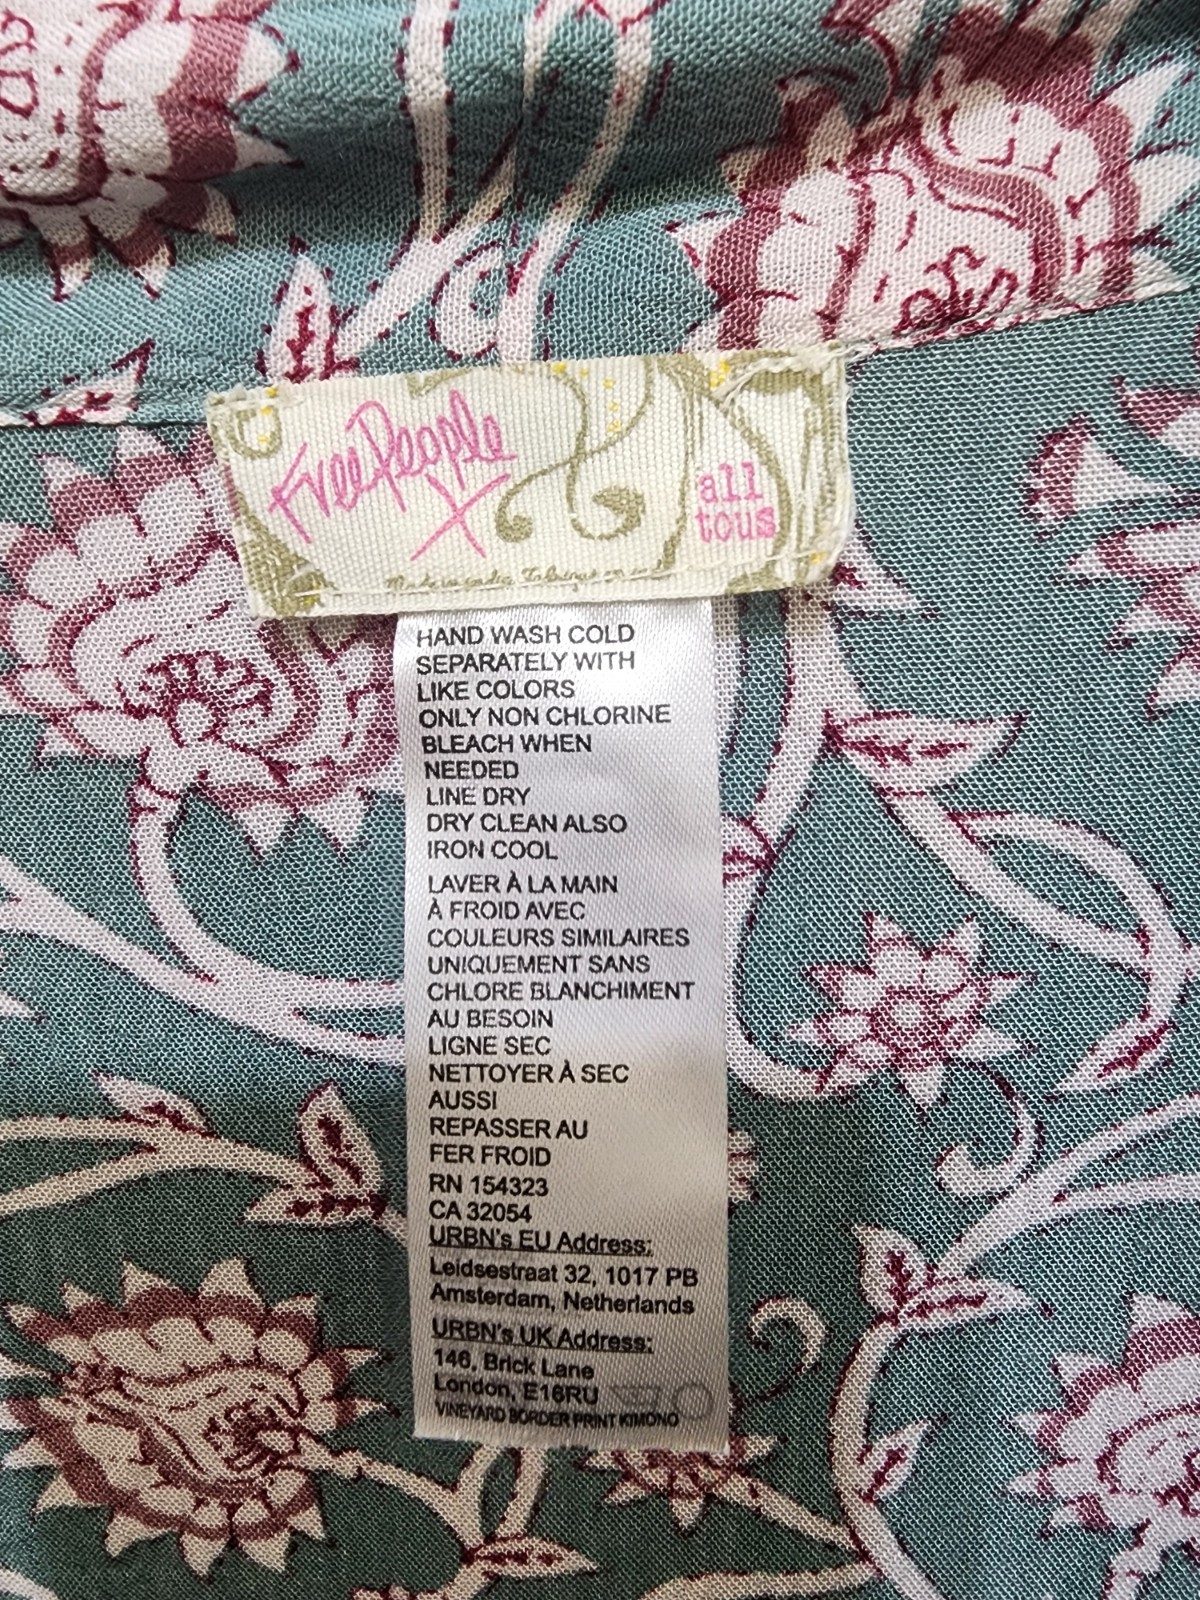 Free People
X
all
tous
Made in India
HAND WASH COLD
SEPARATELY WITH
LIKE COLORS
ONLY NON CHLORINE
BLEACH WHEN
NEEDED
LINE DRY
DRY CLEAN ALSO
IRON COOL
LAVER À LA MAIN
À FROID AVEC
COULEURS SIMILAIRES
UNIQUEMENT SANS
CHLORE BLANCHIMENT
AU BESOIN
LIGNE SEC
NETTOYER À SEC
AUSSI
REPASSER AU
FER FROID
RN 154323
CA 32054
URBN's EU Address:
Leidsestraat 32, 1017 PB
Amsterdam, Netherlands
URBN's UK Address:
146, Brick Lane
London, E16RU
VINEYARD BORDER PRINT KIMONO